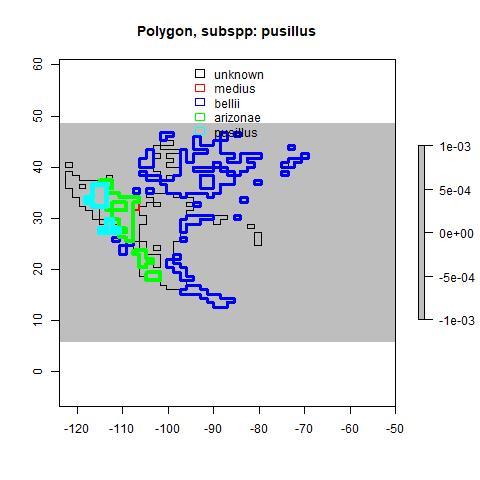 Polygon, subspp: pusillus
unknown
medius
bellii
arizonae
pusillus
60
50
40
30
20
10
0
-120
-110
-100
-90
-80
-70
-60
-50
1e-03
5e-04
0e+00
-5e-04
-1e-03